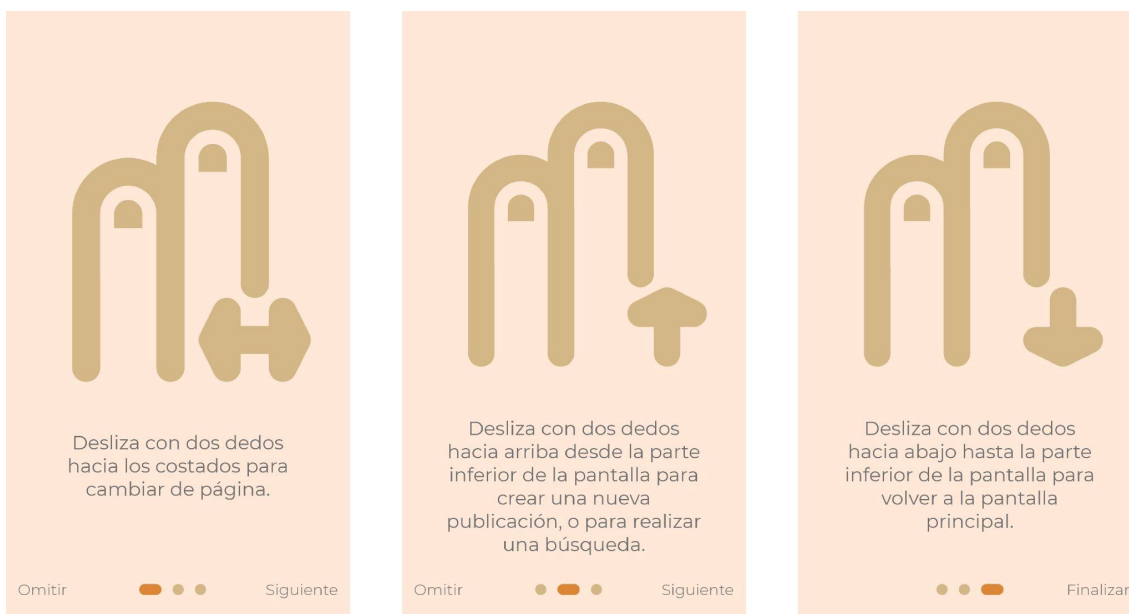 Desliza con dos dedos
hacia los costados para
cambiar de página.
Omitir
Siguiente
Desliza con dos dedos
hacia arriba desde la parte
inferior de la pantalla para
crear una nueva
publicación, o para realizar
una búsqueda.
Omitir
Siguiente
Desliza con dos dedos
hacia abajo hasta la parte
inferior de la pantalla para
volver a la pantalla
principal.
Finalizar